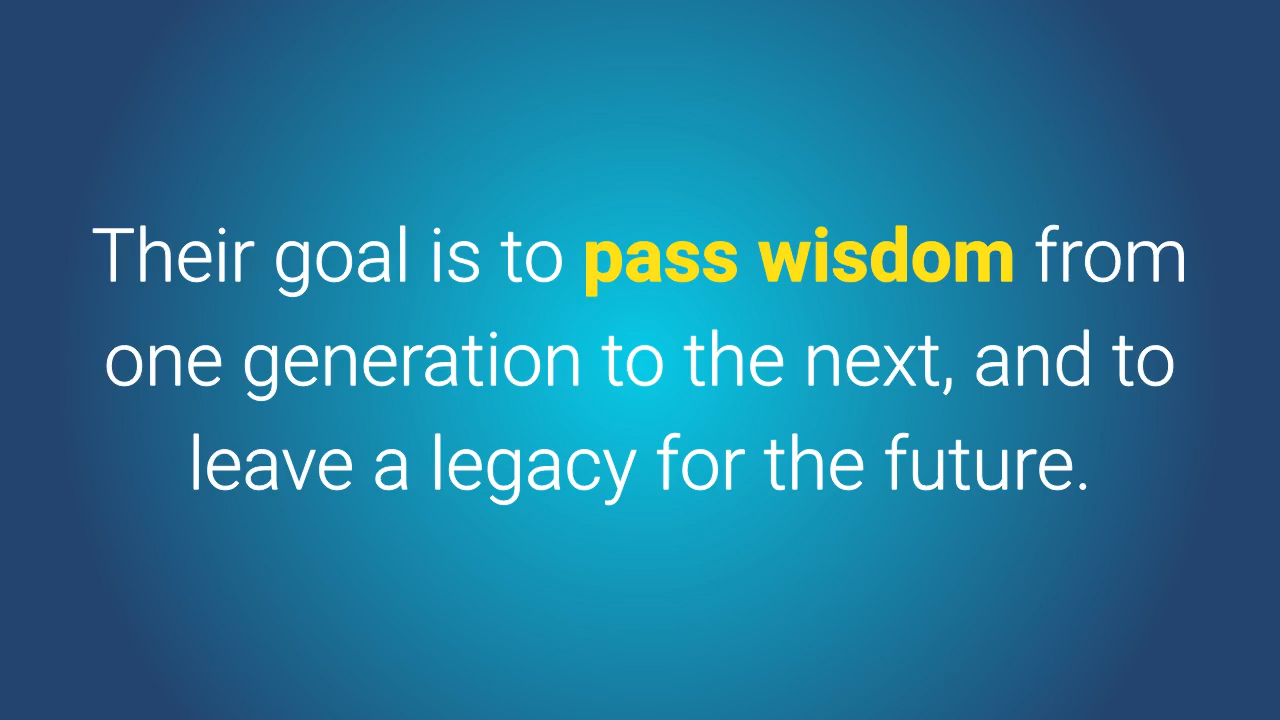 Their goal is to pass wisdom from
one generation to the next, and to
leave a legacy for the future.